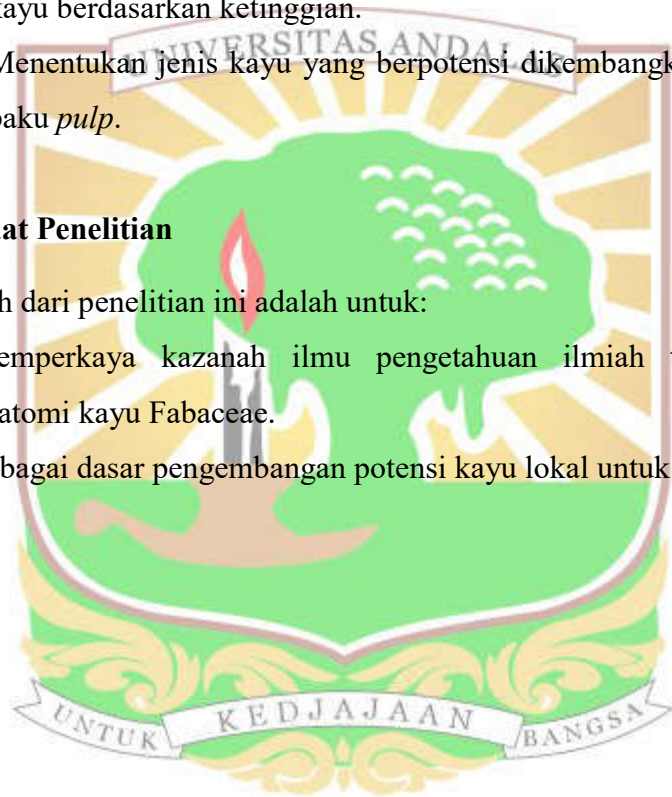 kayu berdasarkan ketinggian.
UNIVERSITAS ANDALAS
Menentukan jenis kayu yang berpotensi dikembangk
baku pulp.
at Penelitian
h dari penelitian ini adalah untuk:
emperkaya kazanah ilmu pengetahuan ilmiah t
atomi kayu Fabaceae.
bagai dasar pengembangan potensi kayu lokal untuk
UNTUK KEDJAJAAN BANGSA